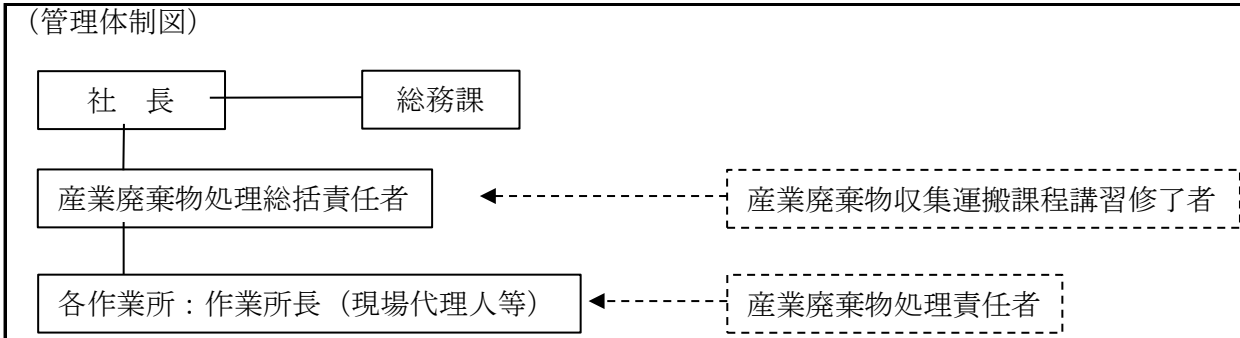 （管理体制図）
社　長
総務課
産業廃棄物処理総括責任者
産業廃棄物収集運搬課程講習修了者
各作業所：作業所長（現場代理人等）
産業廃棄物処理責任者